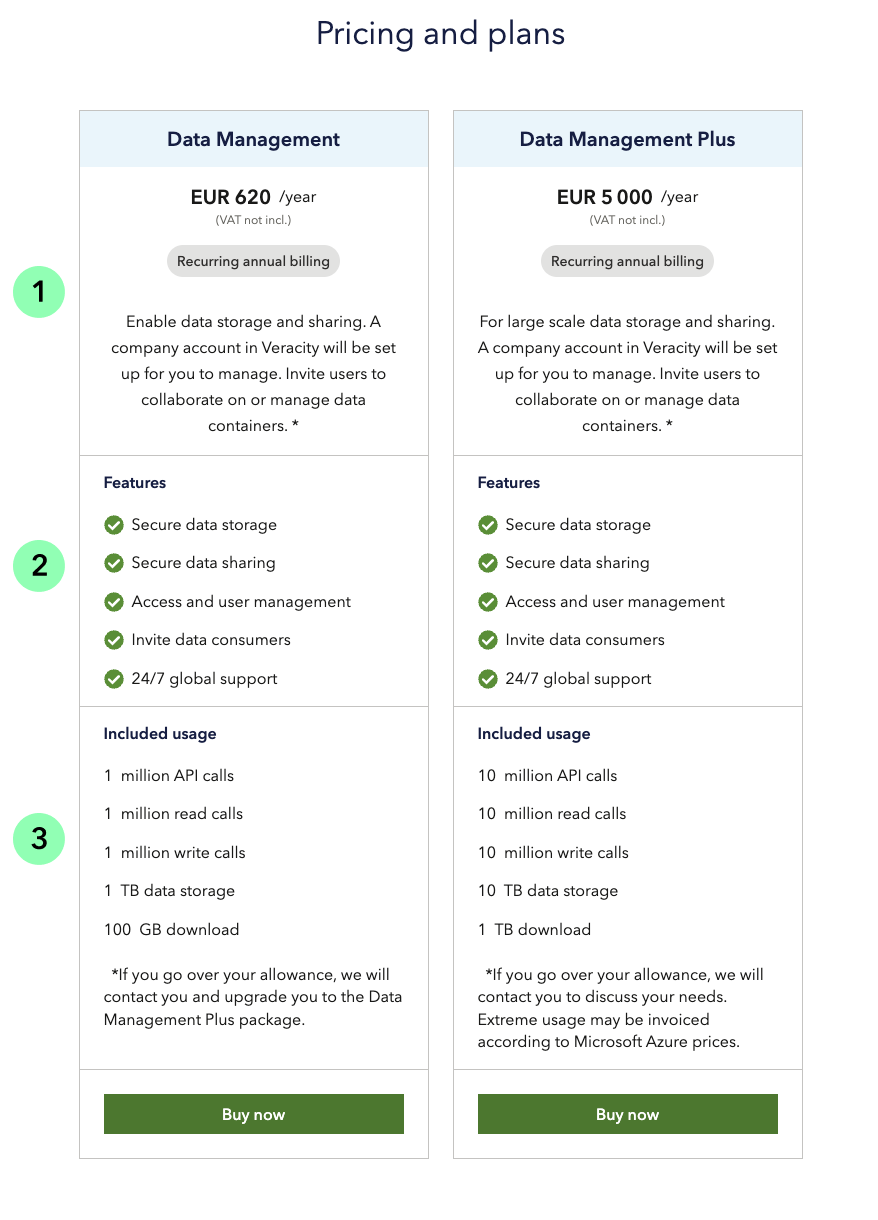 Pricing and plans
Data Management
EUR 620 /year
(VAT not incl.)
Recurring annual billing
1
Enable data storage and sharing. A
company account in Veracity will be set
up for you to manage. Invite users to
collaborate on or manage data
containers. *
Features
Secure data storage
Secure data sharing
2
Access and user management
Invite data consumers
24/7 global support
Included usage
1 million API calls
1 million read calls
3
1 million write calls
1 TB data storage
100 GB download
*If you go over your allowance, we will
contact you and upgrade you to the Data
Management Plus package.
Buy now
Data Management Plus
EUR 5 000 /year
(VAT not incl.)
Recurring annual billing
For large scale data storage and sharing.
A company account in Veracity will be set
up for you to manage. Invite users to
collaborate on or manage data
containers. *
Features
Secure data storage
Secure data sharing
Access and user management
Invite data consumers
24/7 global support
Included usage
10 million API calls
10 million read calls
10 million write calls
10 TB data storage
1 TB download
*If you go over your allowance, we will
contact you to discuss your needs.
Extreme usage may be invoiced
according to Microsoft Azure prices.
Buy now